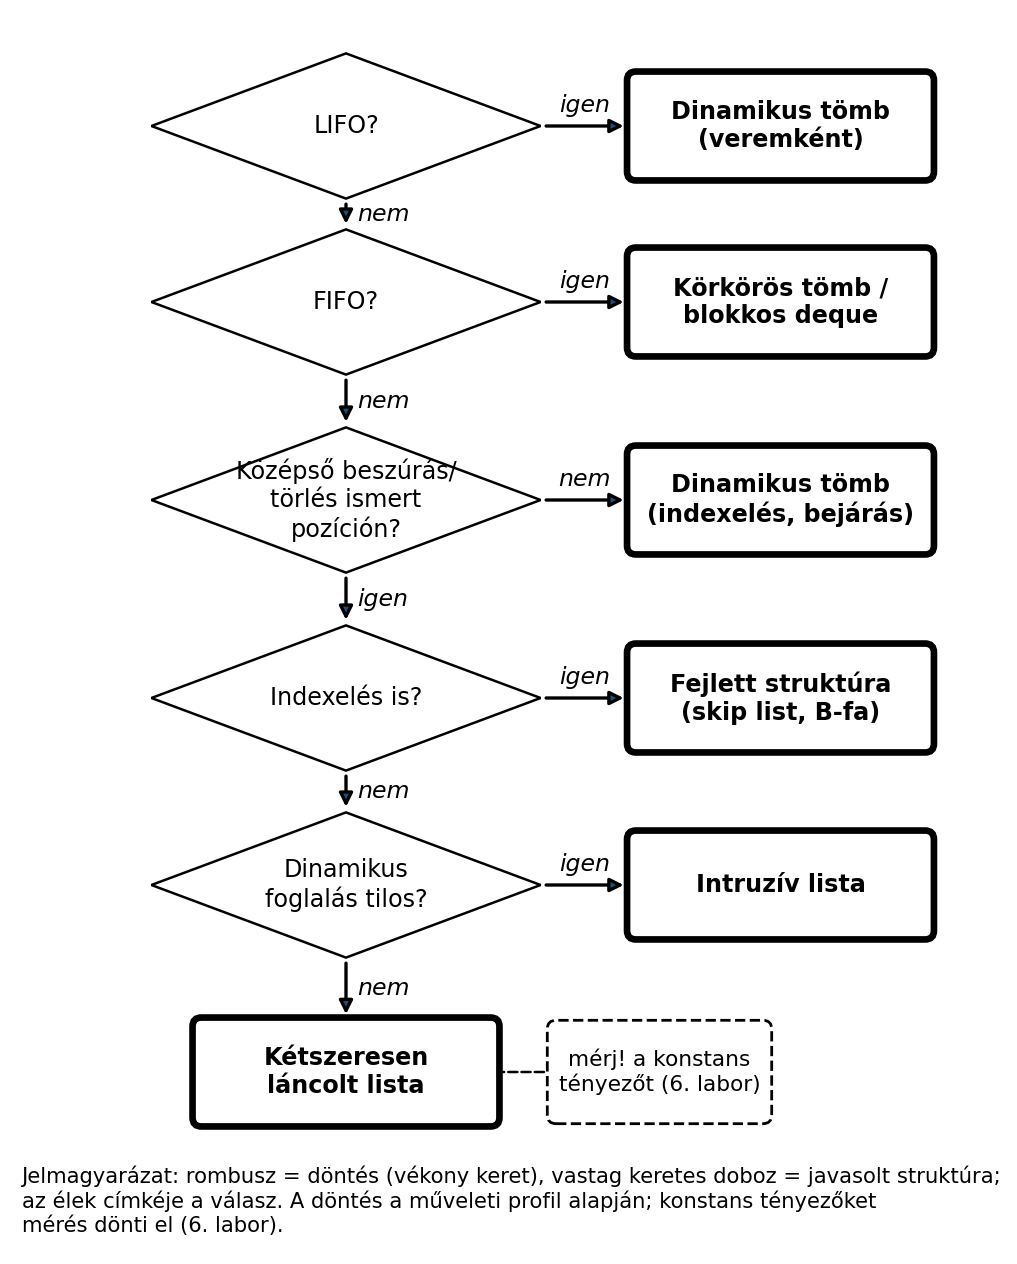 LIFO?
igen
Dinamikus tömb
(veremként)
nem
FIFO?
igen
Körkörös tömb /
blokkos deque
nem
Középső beszúrás/
törlés ismert
pozíción?
nem
Dinamikus tömb
(indexelés, bejárás)
igen
Indexelés is?
igen
Fejlett struktúra
(skip list, B-fa)
nem
Dinamikus
foglalás tilos?
igen
Intruzív lista
nem
Kétszeresen
láncolt lista
mérj! a konstans
tényezőt (6. labor)
Jelmagyarázat: rombusz = döntés (vékony keret), vastag keretes doboz = javasolt struktúra;
az élek címkéje a válasz. A döntés a műveleti profil alapján; konstans tényezőket
mérés dönti el (6. labor).